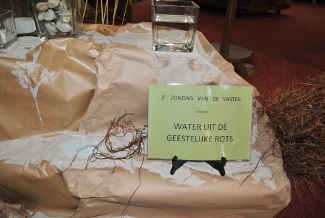 3e ZONDAG VAN DE VASTEN
WATER UIT DE
GEESTELIJKE ROTS